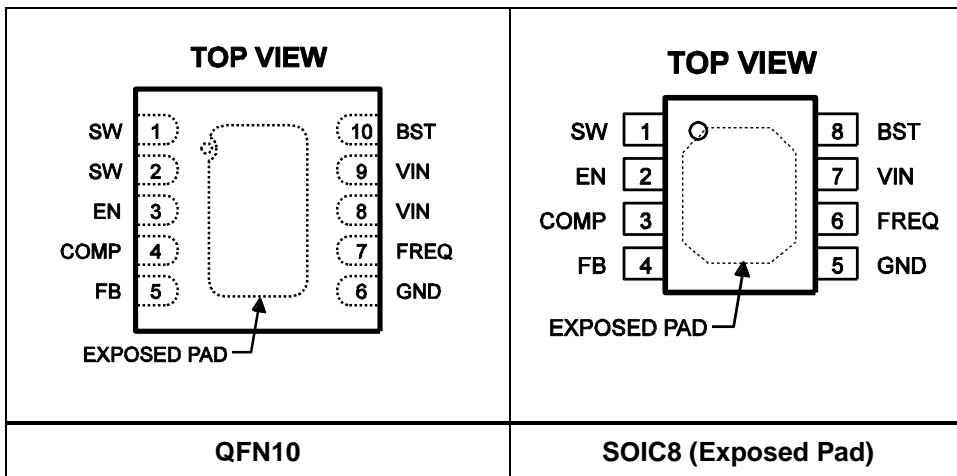 TOP VIEW
SW 1 10 BST
SW 2 9 VIN
EN 3 8 VIN
COMP 4 7 FREQ
FB 5 6 GND
EXPOSED PAD
QFN10
TOP VIEW
SW 1 8 BST
EN 2 7 VIN
COMP 3 6 FREQ
FB 4 5 GND
EXPOSED PAD
SOIC8 (Exposed Pad)